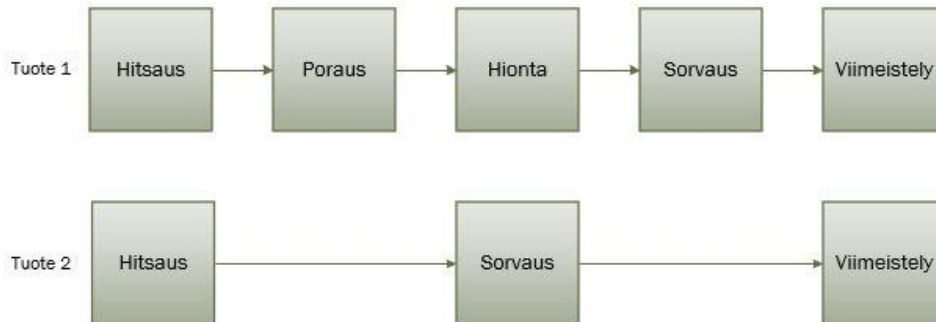 Tuote 1
Hitsaus
Poraus
Hionta
Sorvaus
Viimeistely
Tuote 2
Hitsaus
Sorvaus
Viimeistely